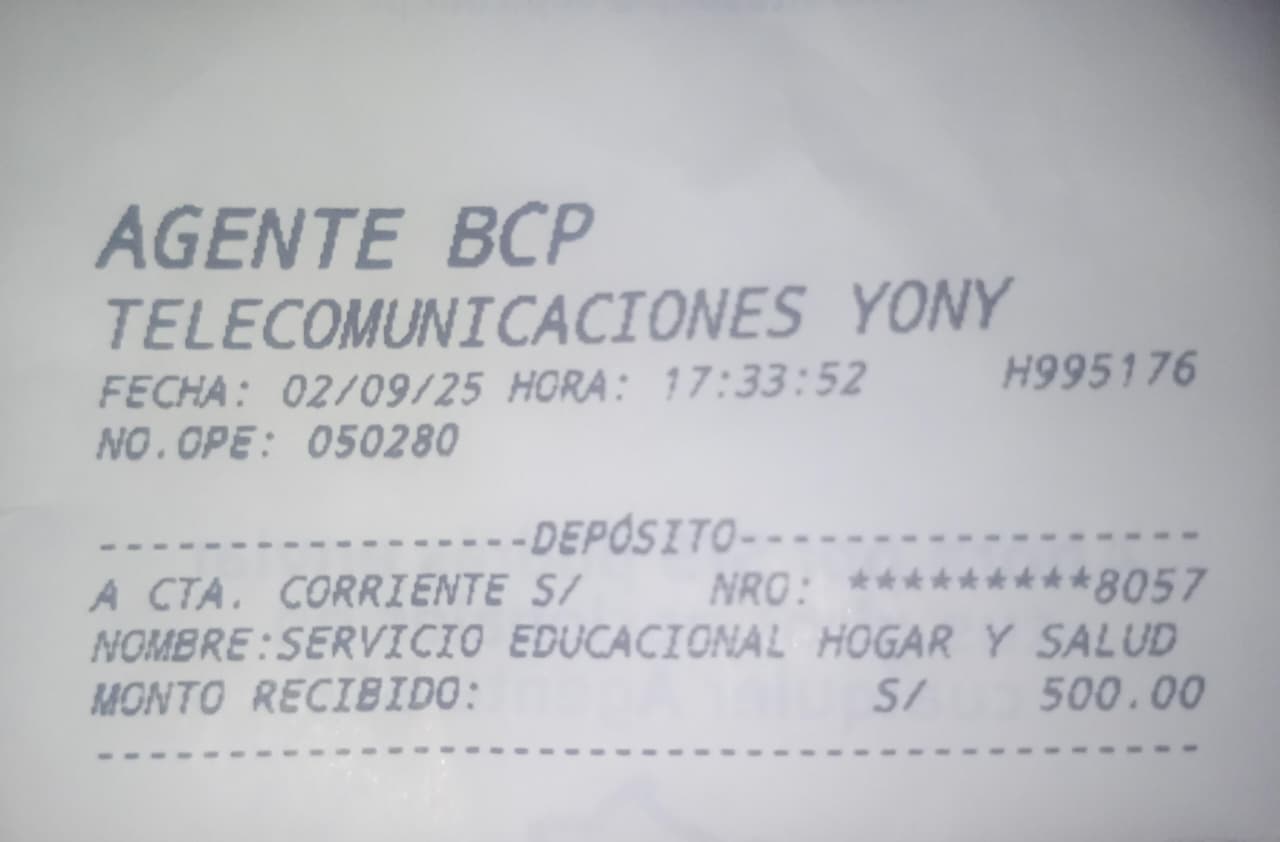 AGENTE BCP
TELECOMUNICACIONES YONY
FECHA: 02/09/25 HORA: 17:33:52 H995176
NO.OPE: 050280
----------------DEPÓSITO-----------------
A CTA. CORRIENTE S/ NRO: *********8057
NOMBRE:SERVICIO EDUCACIONAL HOGAR Y SALUD
MONTO RECIBIDO: S/ 500.00
-----------------------------------------